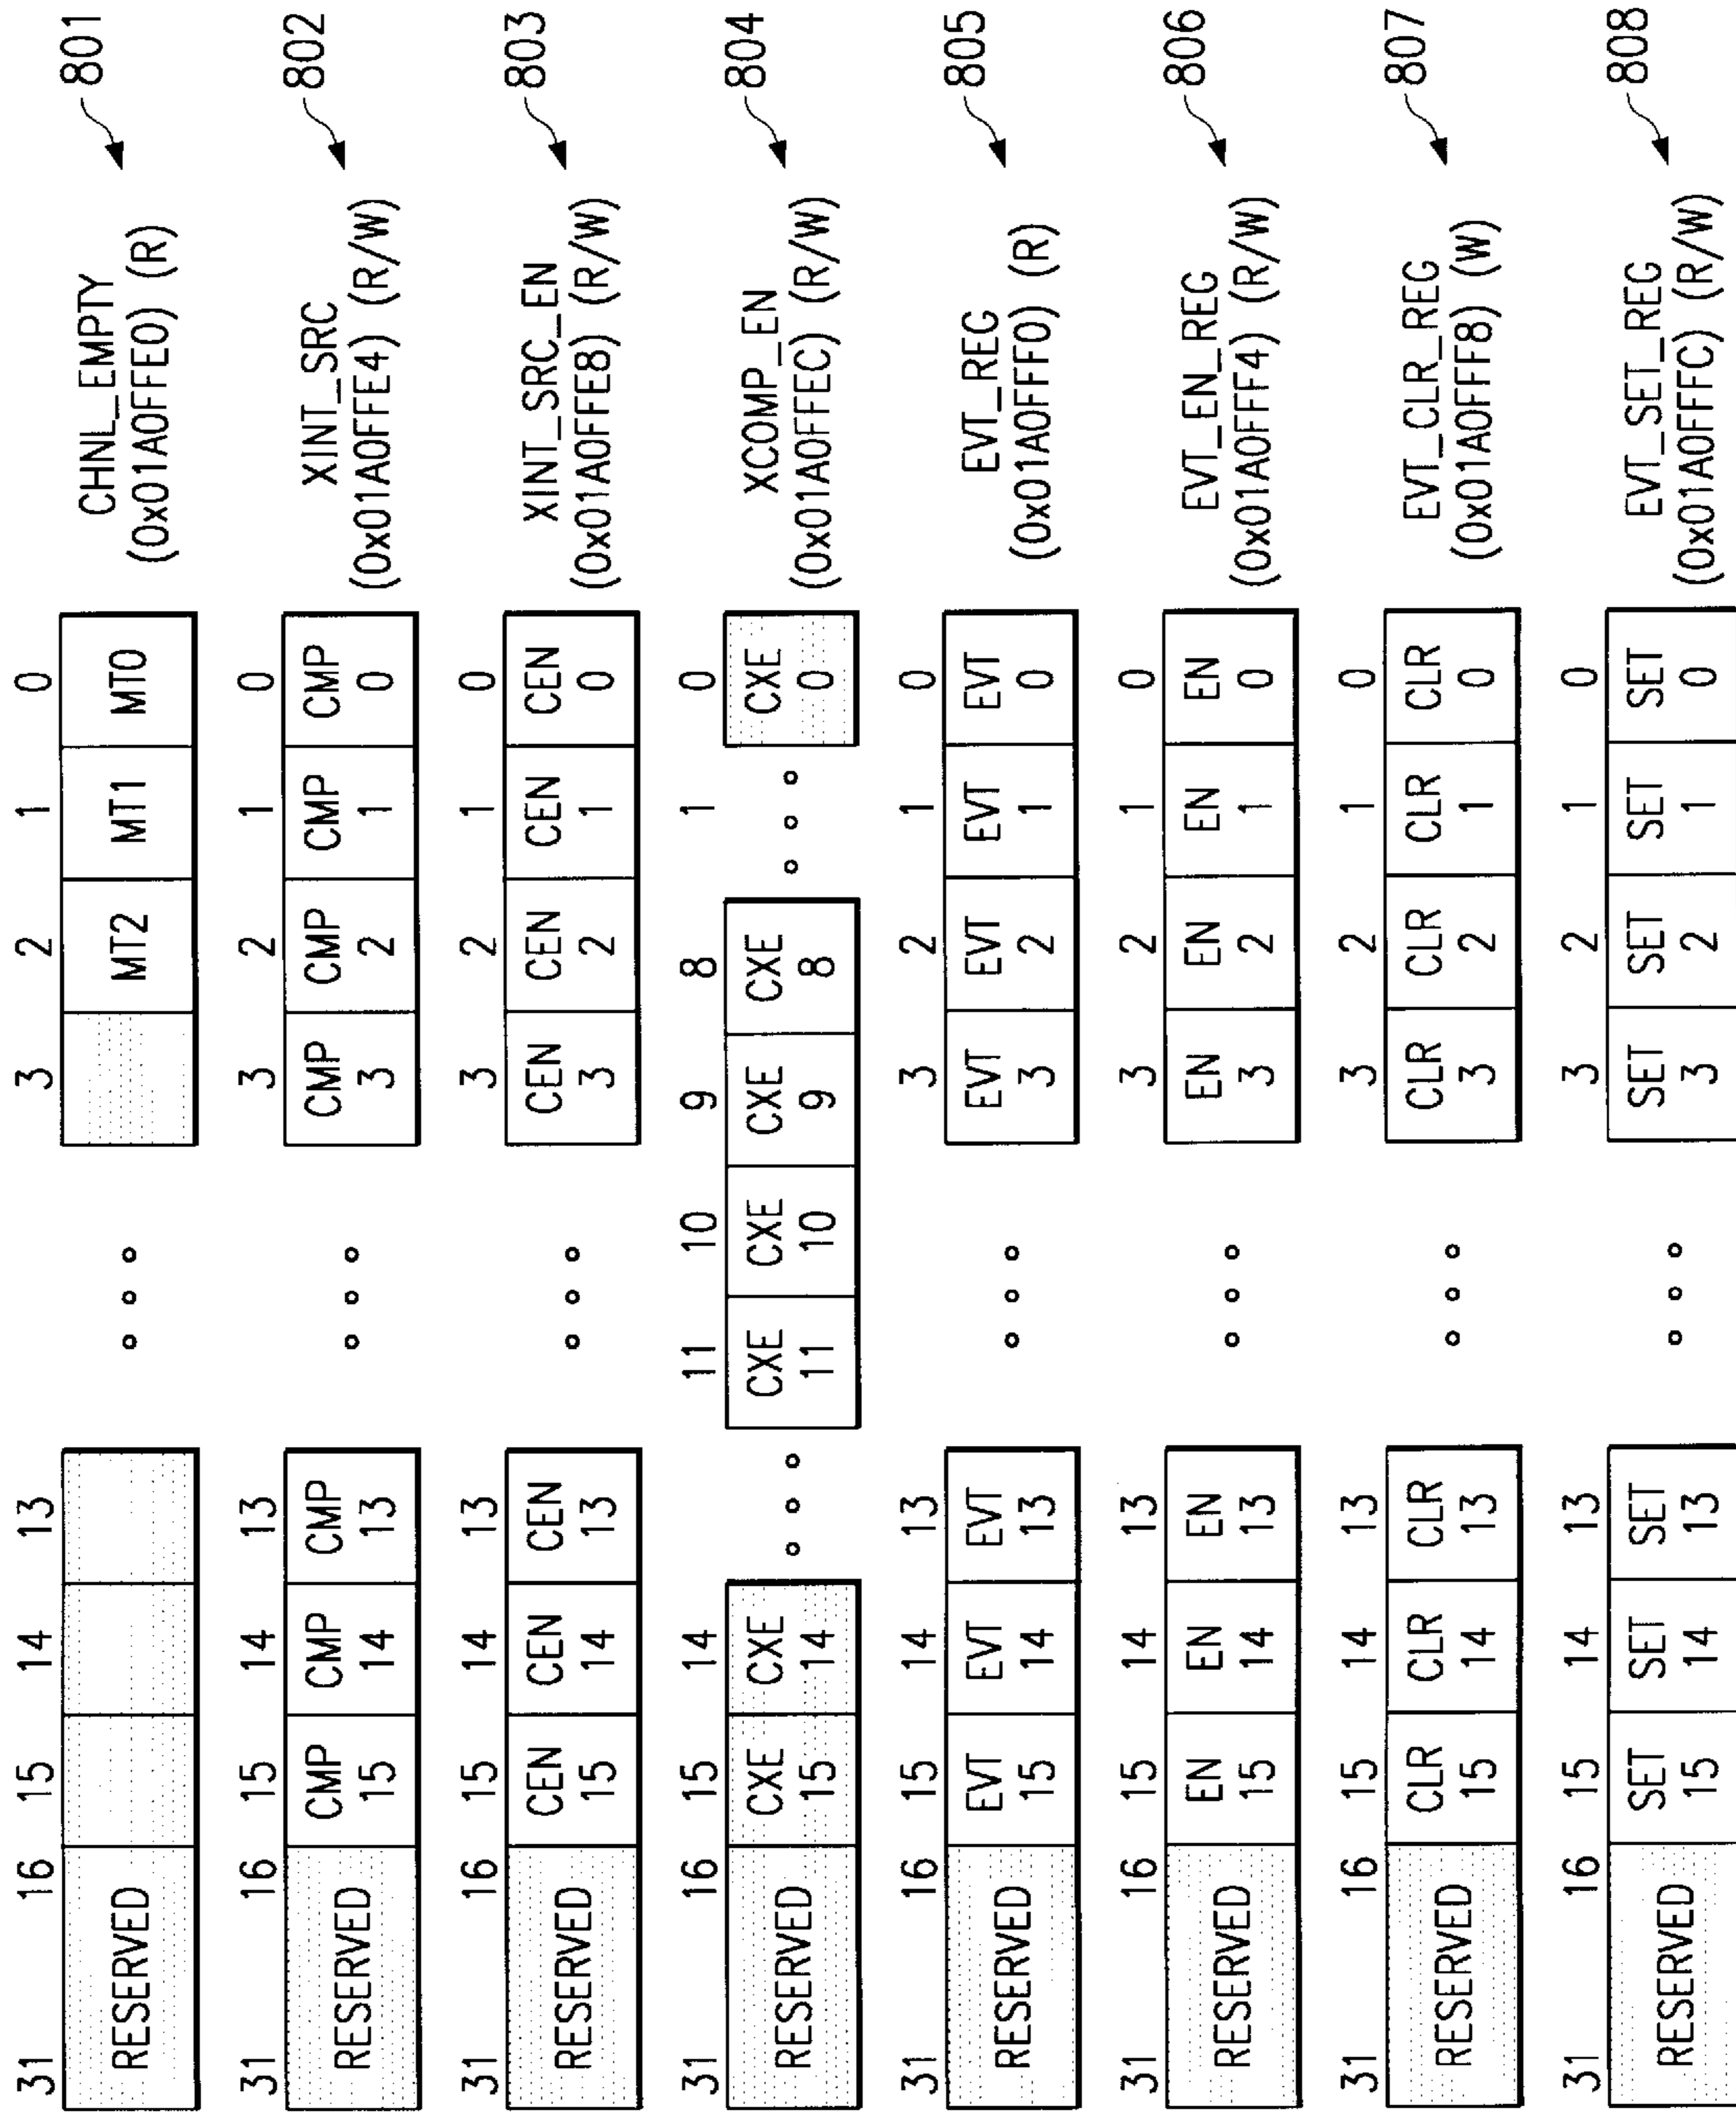 31 16 15 14 13 3 2 1 0
RESERVED MT2 MT1 MT0
CHNL_EMPTY
(0x01A0FFE0) (R)
801
31 16 15 14 13 3 2 1 0
RESERVED CMP 15 CMP 14 CMP 13 CMP 3 CMP 2 CMP 1 CMP 0
XINT_SRC
(0x01A0FFE4) (R/W)
802
31 16 15 14 13 3 2 1 0
RESERVED CEN 15 CEN 14 CEN 13 CEN 3 CEN 2 CEN 1 CEN 0
XINT_SRC_EN
(0x01A0FFE8) (R/W)
803
31 16 15 14 11 10 9 8 1 0
RESERVED CXE 15 CXE 14 CXE 11 CXE 10 CXE 9 CXE 8 CXE 0
XCOMP_EN
(0x01A0FFEC) (R/W)
804
31 16 15 14 13 3 2 1 0
RESERVED EVT 15 EVT 14 EVT 13 EVT 3 EVT 2 EVT 1 EVT 0
EVT_REG
(0x01A0FFF0) (R)
805
31 16 15 14 13 3 2 1 0
RESERVED EN 15 EN 14 EN 13 EN 3 EN 2 EN 1 EN 0
EVT_EN_REG
(0x01A0FFF4) (R/W)
806
31 16 15 14 13 3 2 1 0
RESERVED CLR 15 CLR 14 CLR 13 CLR 3 CLR 2 CLR 1 CLR 0
EVT_CLR_REG
(0x01A0FFF8) (W)
807
31 16 15 14 13 3 2 1 0
RESERVED SET 15 SET 14 SET 13 SET 3 SET 2 SET 1 SET 0
EVT_SET_REG
(0x01A0FFFC) (R/W)
808